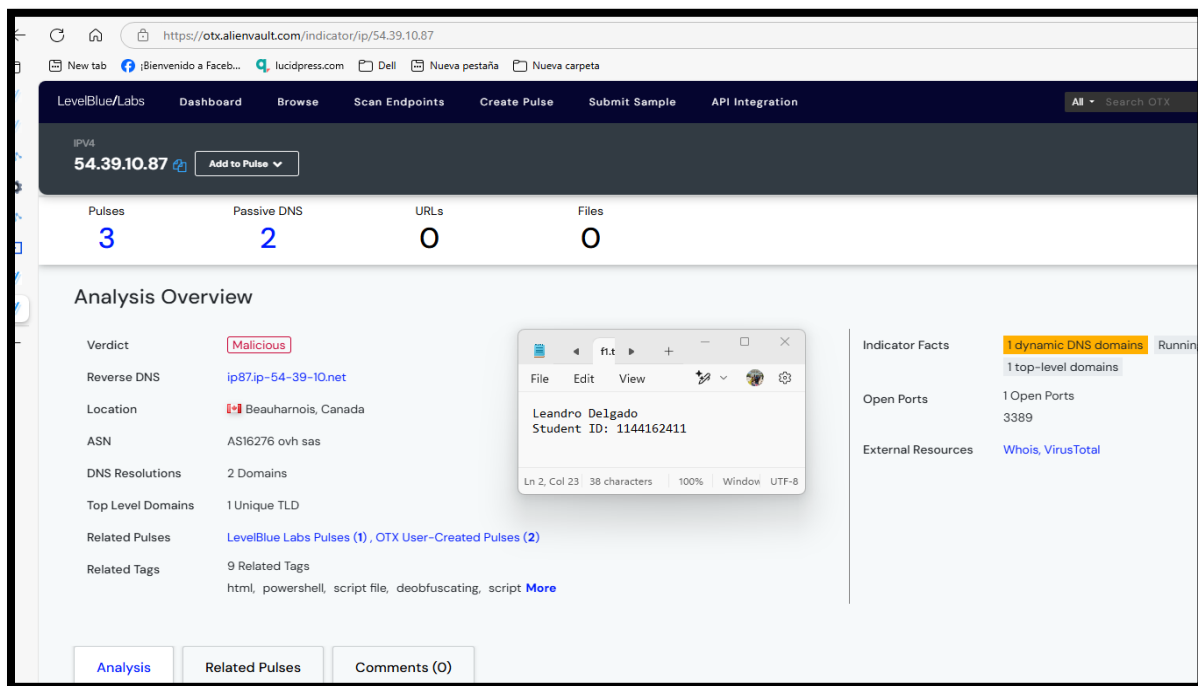 https://otx.alienvault.com/indicator/ip/54.39.10.87
New tab
¡Bienvenido a Faceb...
lucidpress.com
Dell
Nueva pestaña
Nueva carpeta
LevelBlue/Labs
Dashboard
Browse
Scan Endpoints
Create Pulse
Submit Sample
API Integration
All
Search OTX
IPV4
54.39.10.87
Add to Pulse
Pulses
Passive DNS
URLs
Files
3
2
0
0
Analysis Overview
Verdict
Malicious
Reverse DNS
ip87.ip-54-39-10.net
Location
Beauharnois, Canada
ASN
AS16276 ovh sas
DNS Resolutions
2 Domains
Top Level Domains
1 Unique TLD
Related Pulses
LevelBlue Labs Pulses (1) , OTX User-Created Pulses (2)
Related Tags
9 Related Tags
html, powershell, script file, deobfuscating, script More
f1.t
File
Edit
View
Leandro Delgado
Student ID: 1144162411
Ln 2, Col 23
38 characters
100%
Window
UTF-8
Indicator Facts
1 dynamic DNS domains
Runnin
1 top-level domains
Open Ports
1 Open Ports
3389
External Resources
Whois, VirusTotal
Analysis
Related Pulses
Comments (0)